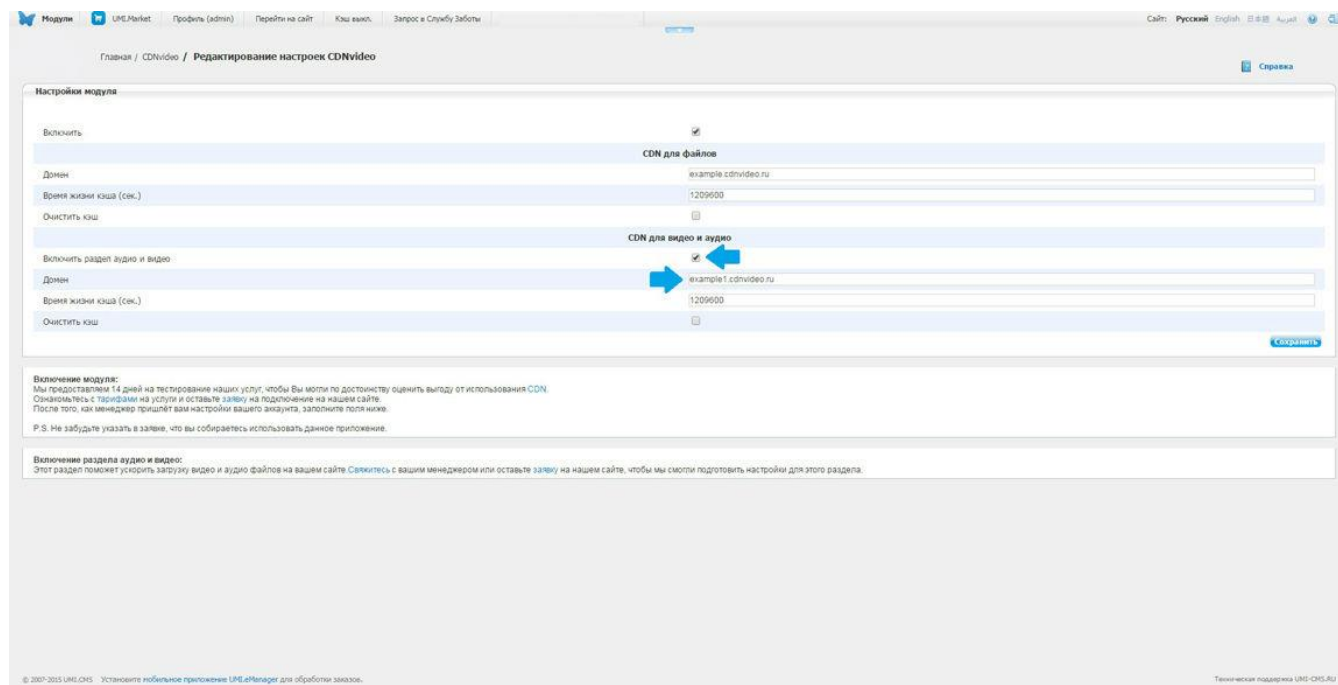 Модули UMI.Market Профиль (admin) Перейти на сайт Кэш выкл. Запрос в Службу Заботы Сайт: Русский English 日本語 العربية
Главная / CDNvideo / Редактирование настроек CDNvideo
Справка
Настройки модуля
Включить
CDN для файлов
Домен example.cdnvideo.ru
Время жизни кэша (сек.) 1209600
Очистить кэш
CDN для видео и аудио
Включить раздел аудио и видео
Домен example1.cdnvideo.ru
Время жизни кэша (сек.) 1209600
Очистить кэш
Сохранить
Включение модуля:
Мы предоставляем 14 дней на тестирование наших услуг, чтобы Вы могли по достоинству оценить выгоду от использования CDN.
Ознакомьтесь с тарифами на услуги и оставьте заявку на подключение на нашем сайте.
После того, как менеджер пришлёт вам настройки вашего аккаунта, заполните поля ниже.
P.S. Не забудьте указать в заявке, что вы собираетесь использовать данное приложение.
Включение раздела аудио и видео:
Этот раздел поможет ускорить загрузку видео и аудио файлов на вашем сайте.Свяжитесь с вашим менеджером или оставьте заявку на нашем сайте, чтобы мы смогли подготовить настройки для этого раздела.
© 2007-2015 UMI.CMS Установите мобильное приложение UMI.eManager для обработки заказов. Техническая поддержка UMI-CMS.RU